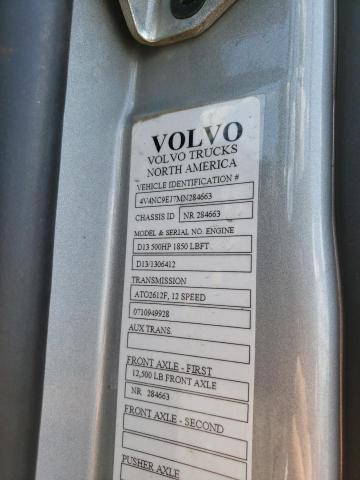 VOLVO
VOLVO TRUCKS
NORTH AMERICA
VEHICLE IDENTIFICATION #
4V4NC9EJ7MN284663
CHASSIS ID NR 284663
MODEL & SERIAL NO. ENGINE
D13 500HP 1850 LBFT
D13/1306412
TRANSMISSION
ATO2612F, 12 SPEED
0710949928
AUX TRANS.
FRONT AXLE - FIRST
12,500 LB FRONT AXLE
NR 284663
FRONT AXLE - SECOND
PUSHER AXLE